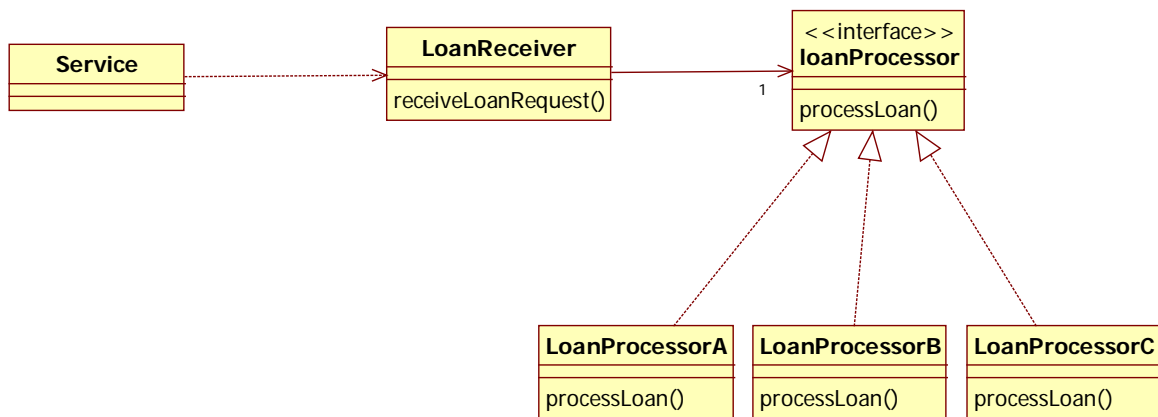 Service
LoanReceiver
receiveLoanRequest()
1
<<interface>>
loanProcessor
processLoan()
LoanProcessorA
processLoan()
LoanProcessorB
processLoan()
LoanProcessorC
processLoan()